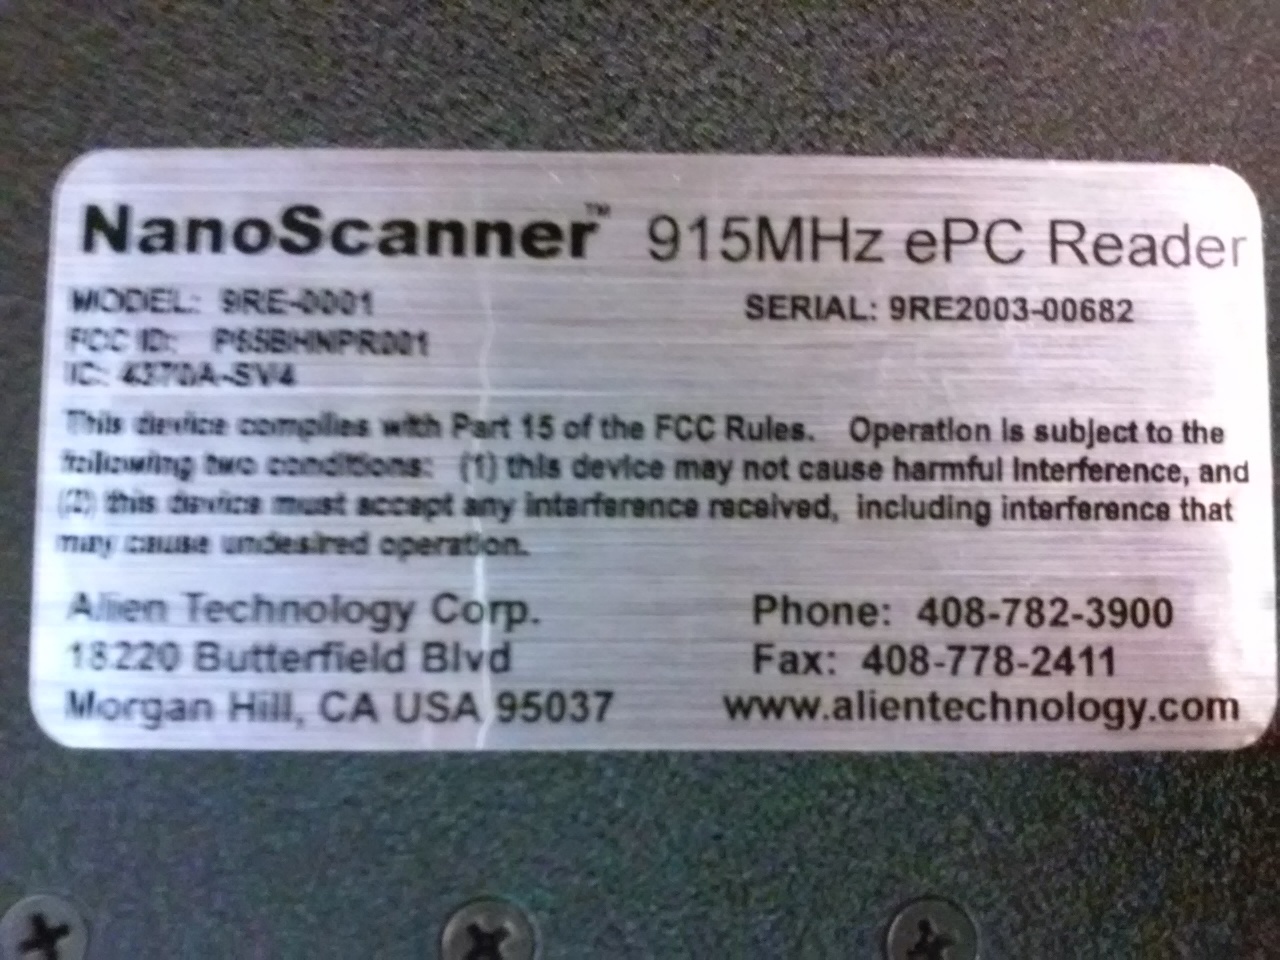 NanoScanner™ 915MHz ePC Reader
MODEL: 9RE-0001 SERIAL: 9RE2003-00682
FCC ID: P65BHNPR001
IC: 4370A-SV4
This device complies with Part 15 of the FCC Rules. Operation is subject to the
following two conditions: (1) this device may not cause harmful interference, and
(2) this device must accept any interference received, including interference that
may cause undesired operation.
Alien Technology Corp. Phone: 408-782-3900
18220 Butterfield Blvd Fax: 408-778-2411
Morgan Hill, CA USA 95037 www.alientechnology.com